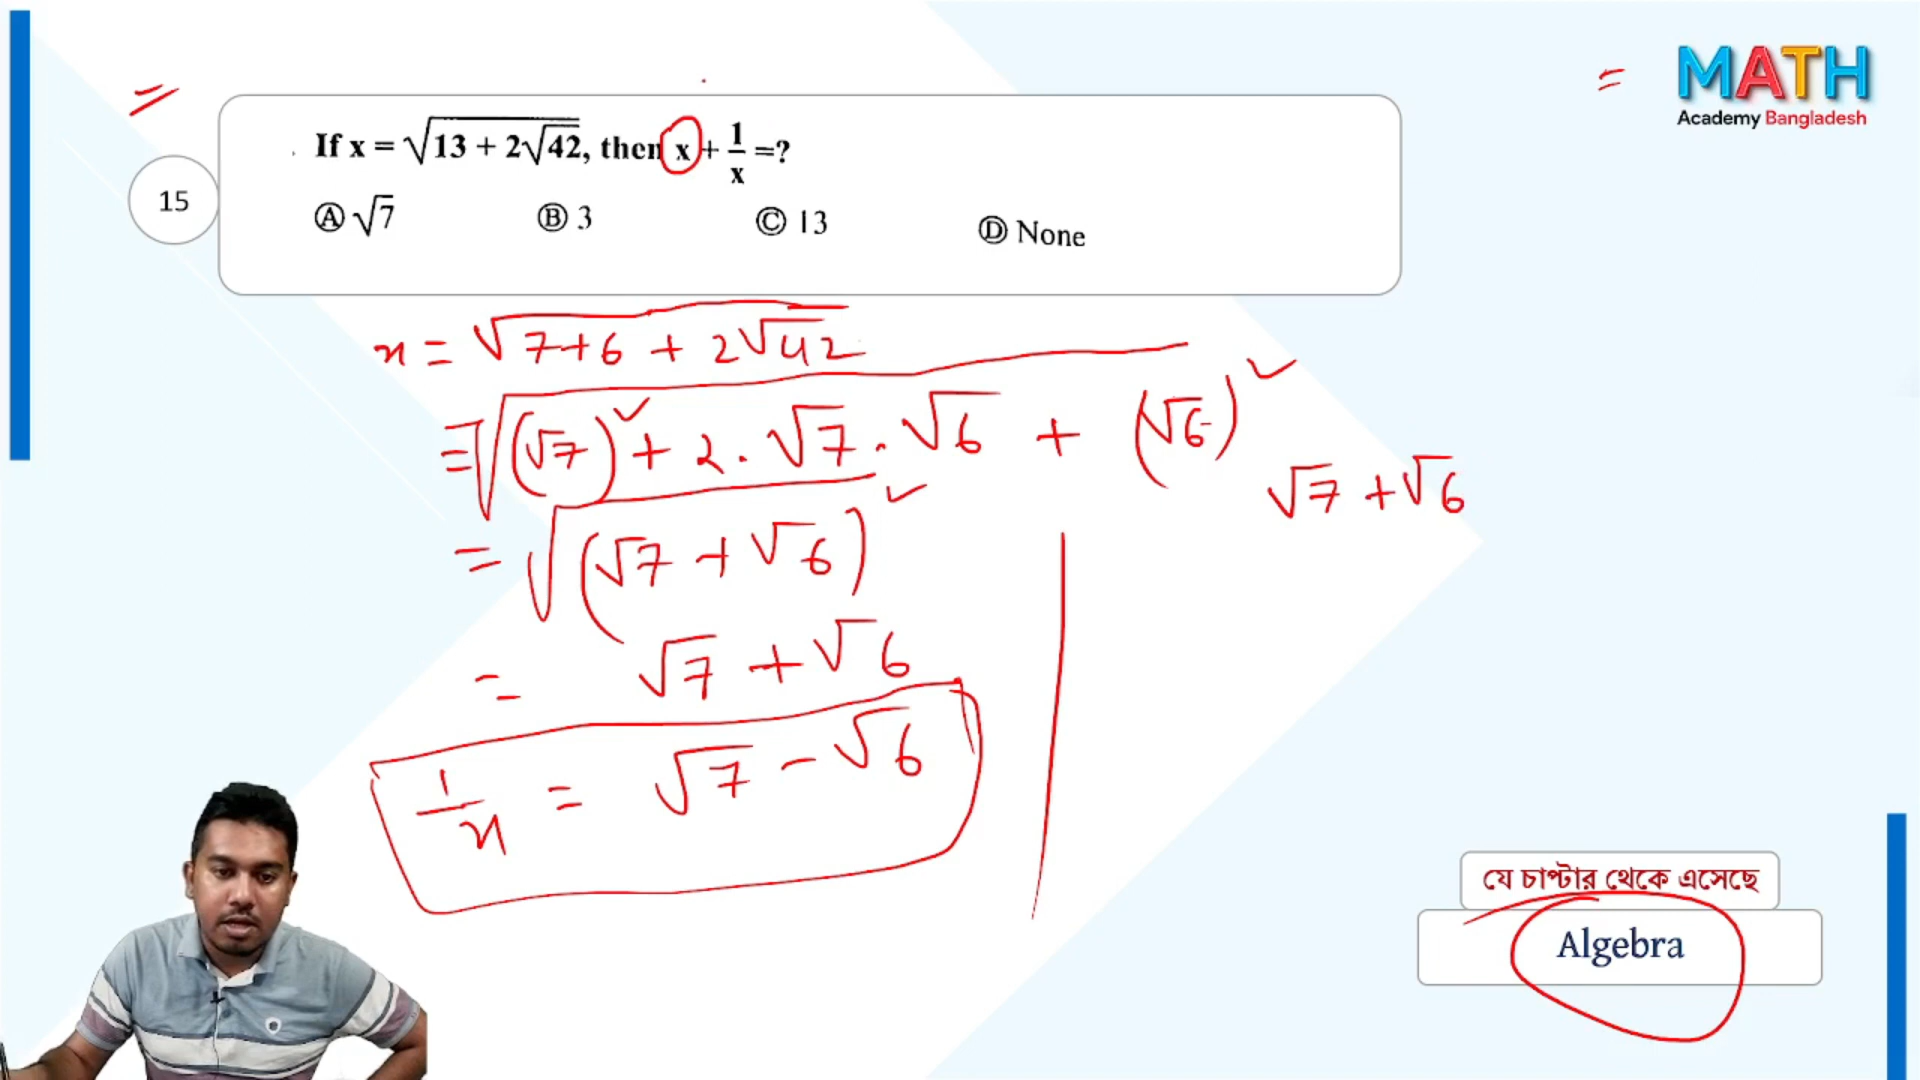 MATH
Academy Bangladesh
=
=
15
If x = √(13 + 2√42), then x + 1/x =?
Ⓐ √7 Ⓑ 3 Ⓒ 13 Ⓓ None
x = √(7+6 + 2√42)
= √((√7)² + 2 . √7 . √6 + (√6)²)
√7 + √6
= √((√7 + √6)²)
= √7 + √6
1/x = √7 - √6
যে চাপ্টার থেকে এসেছে
Algebra